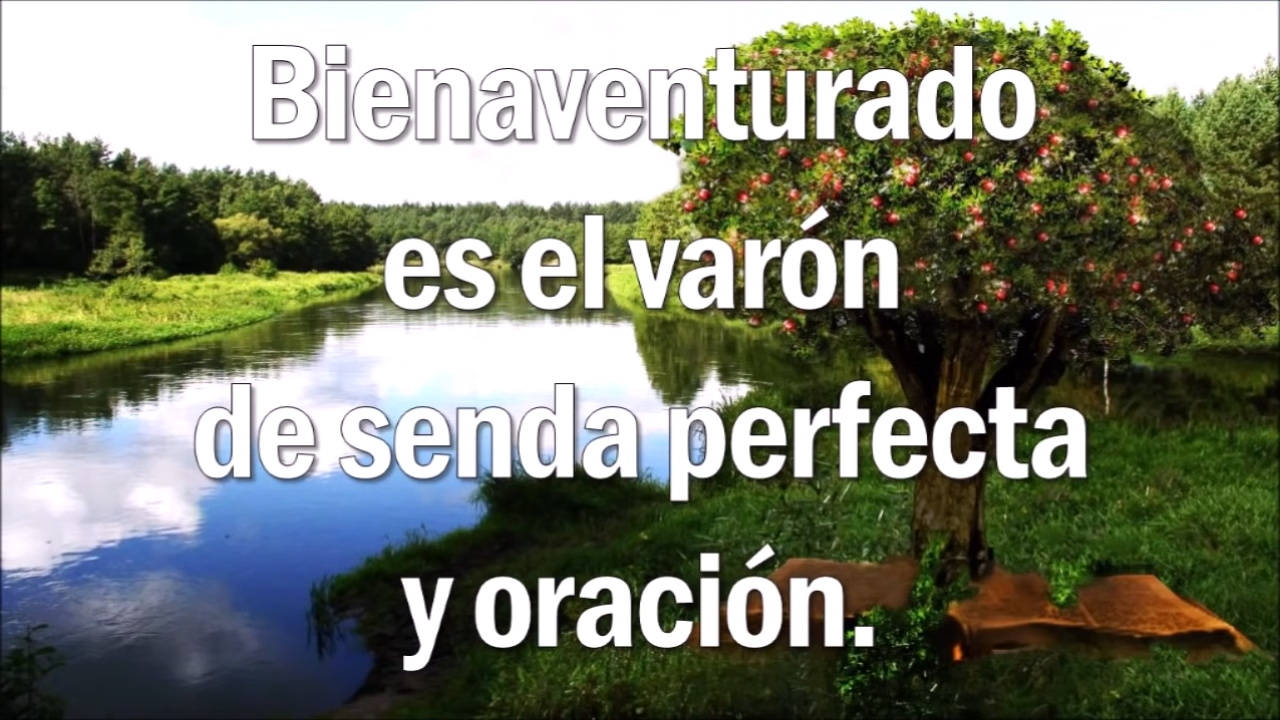 Bienaventurado
es el varón
de senda perfecta
y oración.